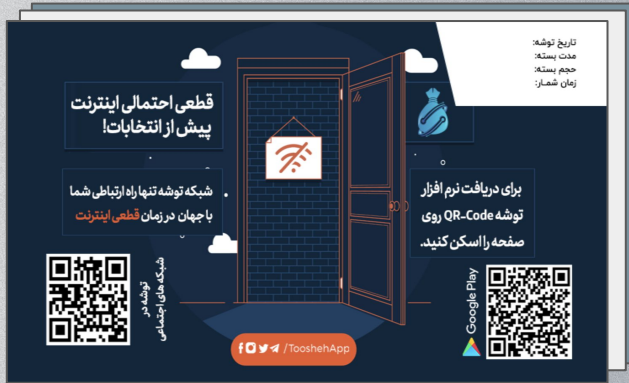 تاریخ توشه:
مدت بسته:
حجم بسته:
زمان شمـار:
قطعی احتمالی اینترنت
پیش از انتخابات!
شبکه توشه تنها راه ارتباطی شما
با جهان در زمان قطعی اینترنت
برای دریافت نرم افزار
توشه QR-Code روی
صفحه را اسکن کنید.
توشه در
شبکه های اجتماعی
Google Play
/TooshehApp